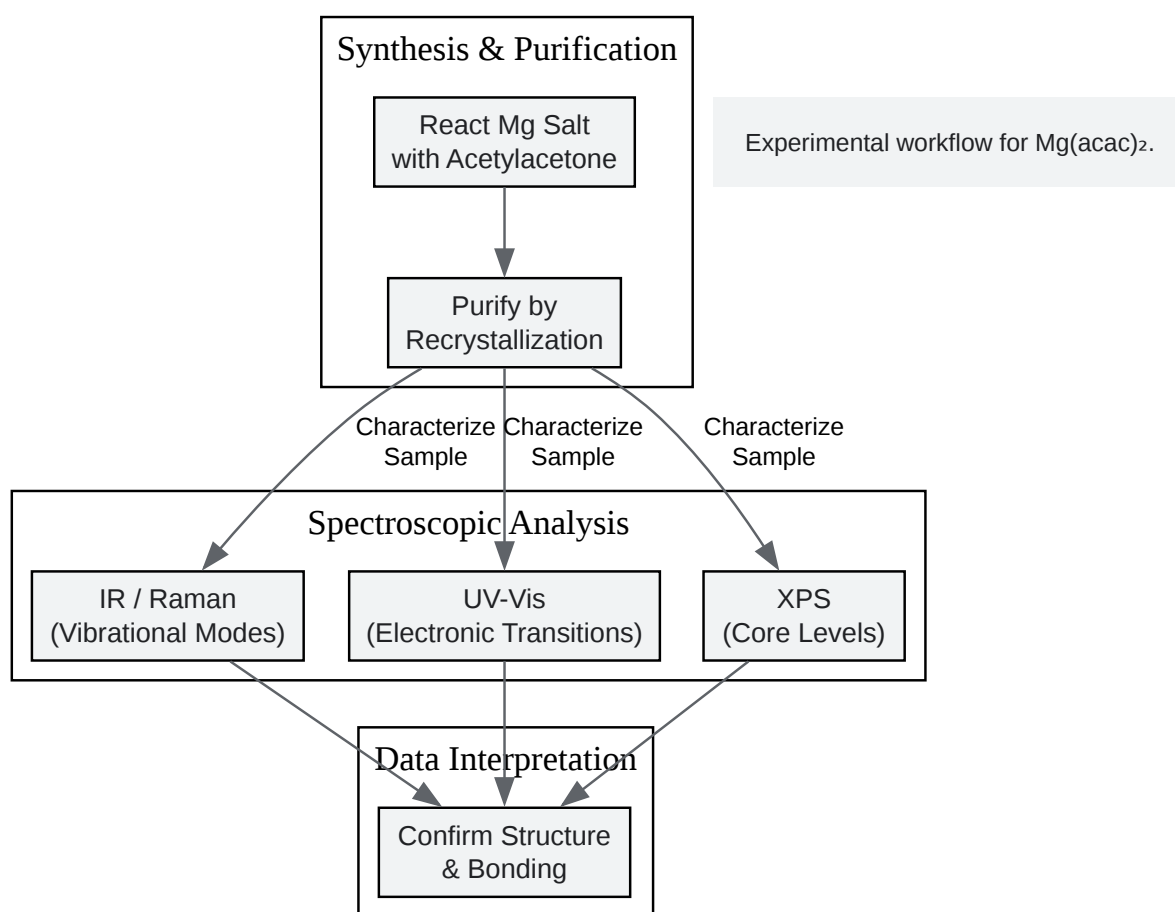 Synthesis & Purification
React Mg Salt
with Acetylacetone
Experimental workflow for Mg(acac)₂.
Purify by
Recrystallization
Characterize
Sample
Characterize
Sample
Characterize
Sample
Spectroscopic Analysis
IR / Raman
(Vibrational Modes)
UV-Vis
(Electronic Transitions)
XPS
(Core Levels)
Data Interpretation
Confirm Structure
& Bonding